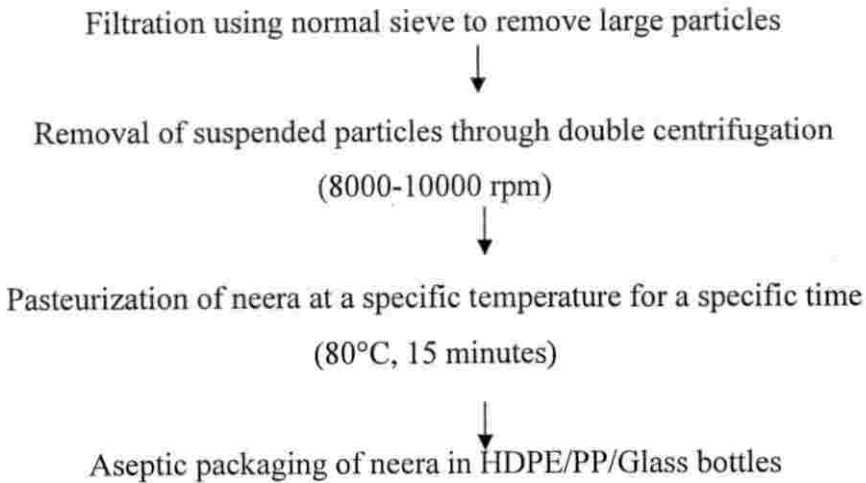 Filtration using normal sieve to remove large particles
Removal of suspended particles through double centrifugation
(8000-10000 rpm)
Pasteurization of neera at a specific temperature for a specific time
(80°C, 15 minutes)
Aseptic packaging of neera in HDPE/PP/Glass bottles